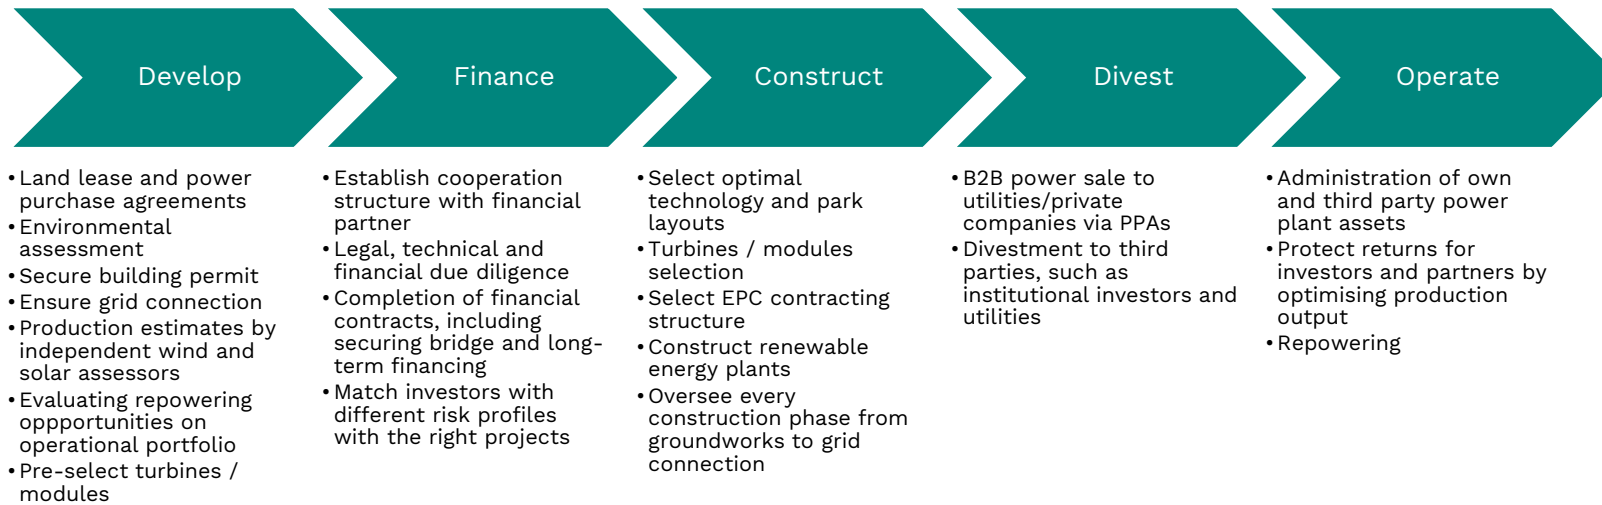 Develop
Finance
Construct
Divest
Operate
• Land lease and power
purchase agreements
• Environmental
assessment
• Secure building permit
• Ensure grid connection
• Production estimates by
independent wind and
solar assessors
• Evaluating repowering
oppportunities on
operational portfolio
• Pre-select turbines /
modules
• Establish cooperation
structure with financial
partner
• Legal, technical and
financial due diligence
• Completion of financial
contracts, including
securing bridge and long-
term financing
• Match investors with
different risk profiles
with the right projects
• Select optimal
technology and park
layouts
• Turbines / modules
selection
• Select EPC contracting
structure
• Construct renewable
energy plants
• Oversee every
construction phase from
groundworks to grid
connection
• B2B power sale to
utilities/private
companies via PPAs
• Divestment to third
parties, such as
institutional investors and
utilities
• Administration of own
and third party power
plant assets
• Protect returns for
investors and partners by
optimising production
output
• Repowering